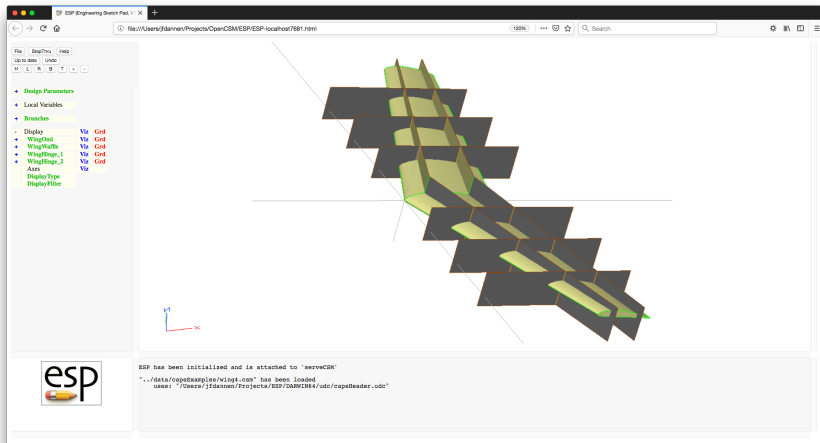 ESP (Engineering Sketch Pad, V
file:///Users/jfdannen/Projects/OpenCSM/ESP/ESP-localhost7681.html
100%
Search
File StepThru Help
Up to date Undo
H L R B T + -
+ Design Parameters
+ Local Variables
+ Branches
- Display Viz Grd
+ WingOml Viz Grd
+ WingWaffle Viz Grd
+ WingHinge_1 Viz Grd
+ WingHinge_2 Viz Grd
Axes Viz
DisplayType
DisplayFilter
esp
ESP has been initialized and is attached to 'serveCSM'
"../data/capsExamples/wing4.csm" has been loaded
uses: "/Users/jfdannen/Projects/ESP/DARWIN64/udc/capsHeader.udc"